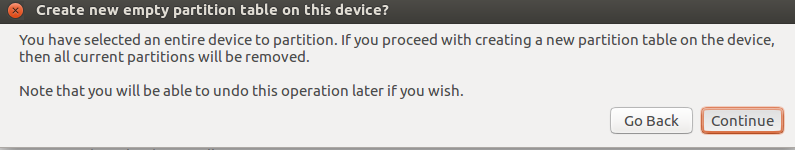 Create new empty partition table on this device?
You have selected an entire device to partition. If you proceed with creating a new partition table on the device,
then all current partitions will be removed.
Note that you will be able to undo this operation later if you wish.
Go Back
Continue